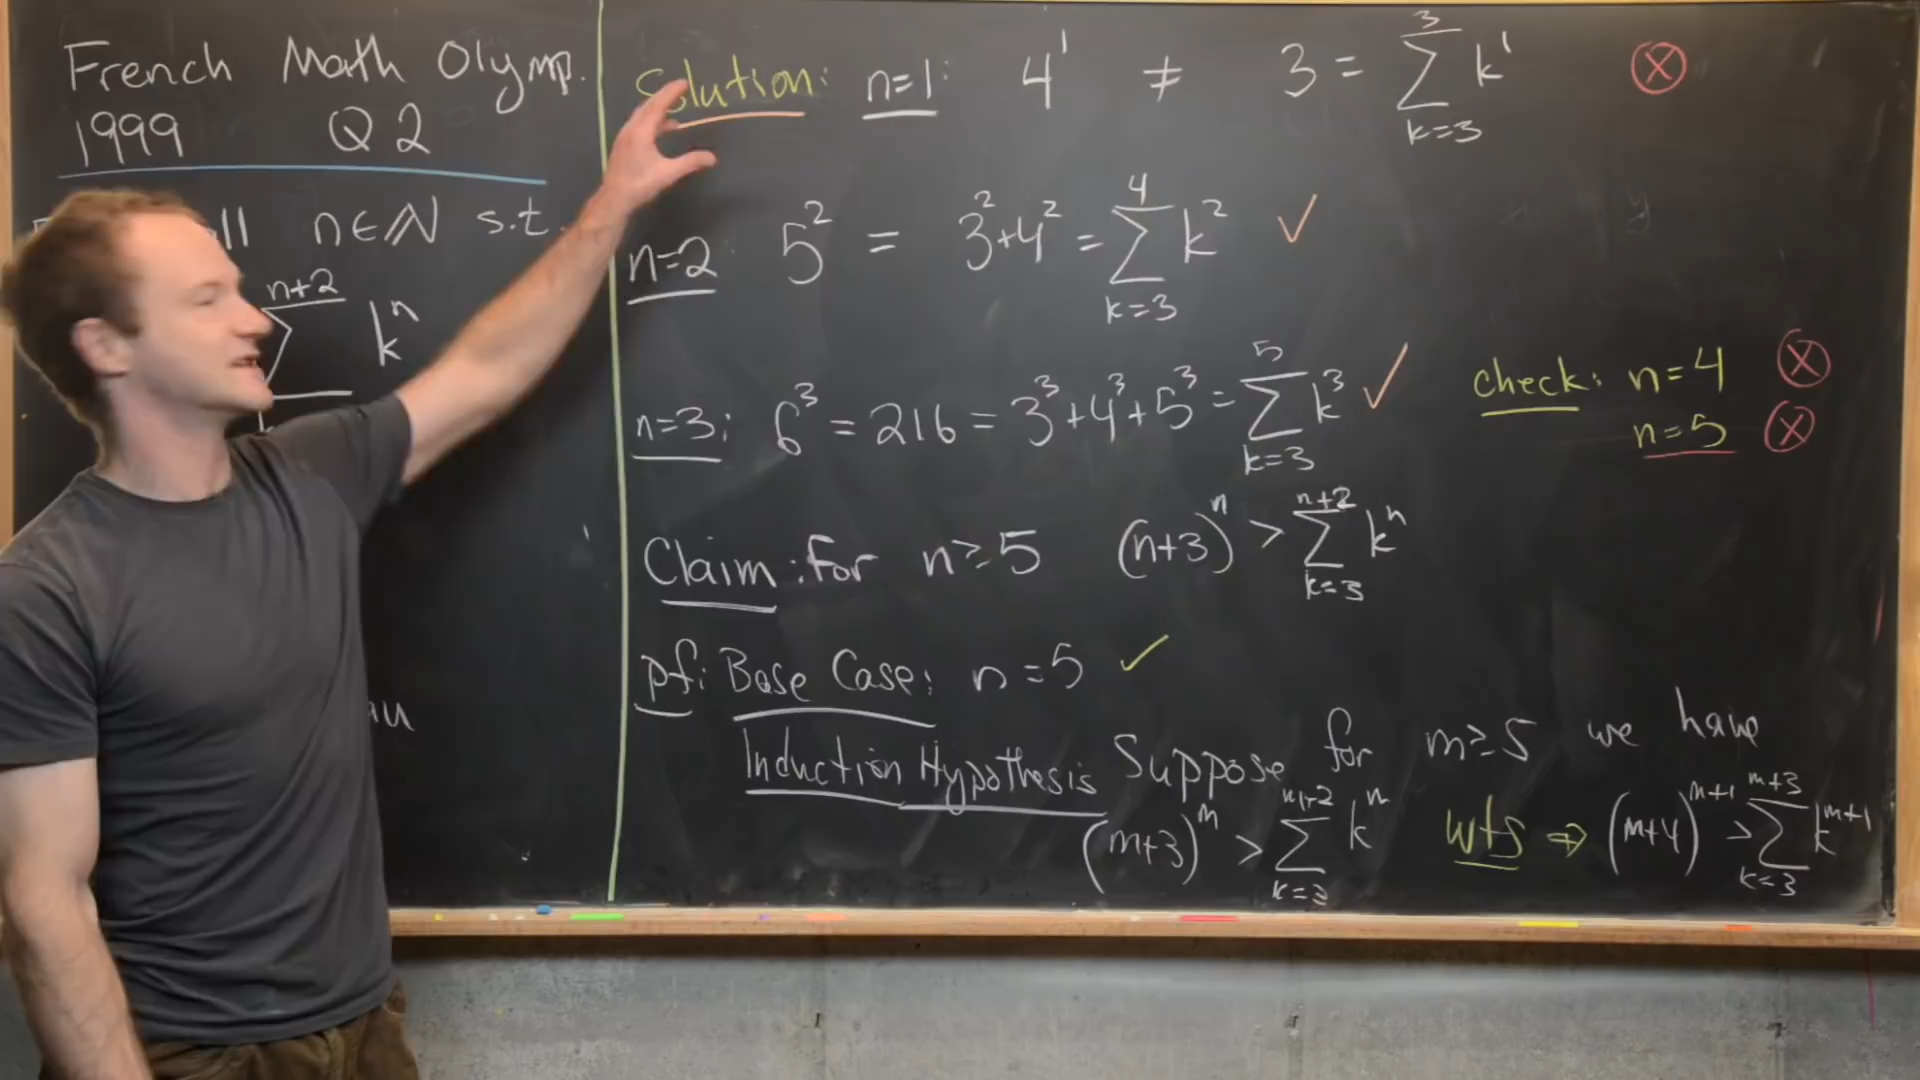 French Math Olymp.
1999 Q2
n∈ℕ s.t.
∑^{n+2} k^n
Solution: n=1: 4^1 ≠ 3 = ∑_{k=3}^{3} k^1 ⓧ
n=2: 5^2 = 3^2+4^2 = ∑_{k=3}^{4} k^2 ✓
n=3: 6^3 = 216 = 3^3+4^3+5^3 = ∑_{k=3}^{5} k^3 ✓
check: n=4 ⓧ
n=5 ⓧ
Claim: For n≥5 (n+3)^n > ∑_{k=3}^{n+2} k^n
pf: Base Case: n=5 ✓
Induction Hypothesis Suppose for m≥5 we have
(m+3)^m > ∑_{k=3}^{m+2} k^m wts ⇒ (m+4)^{m+1} > ∑_{k=3}^{m+3} k^{m+1}